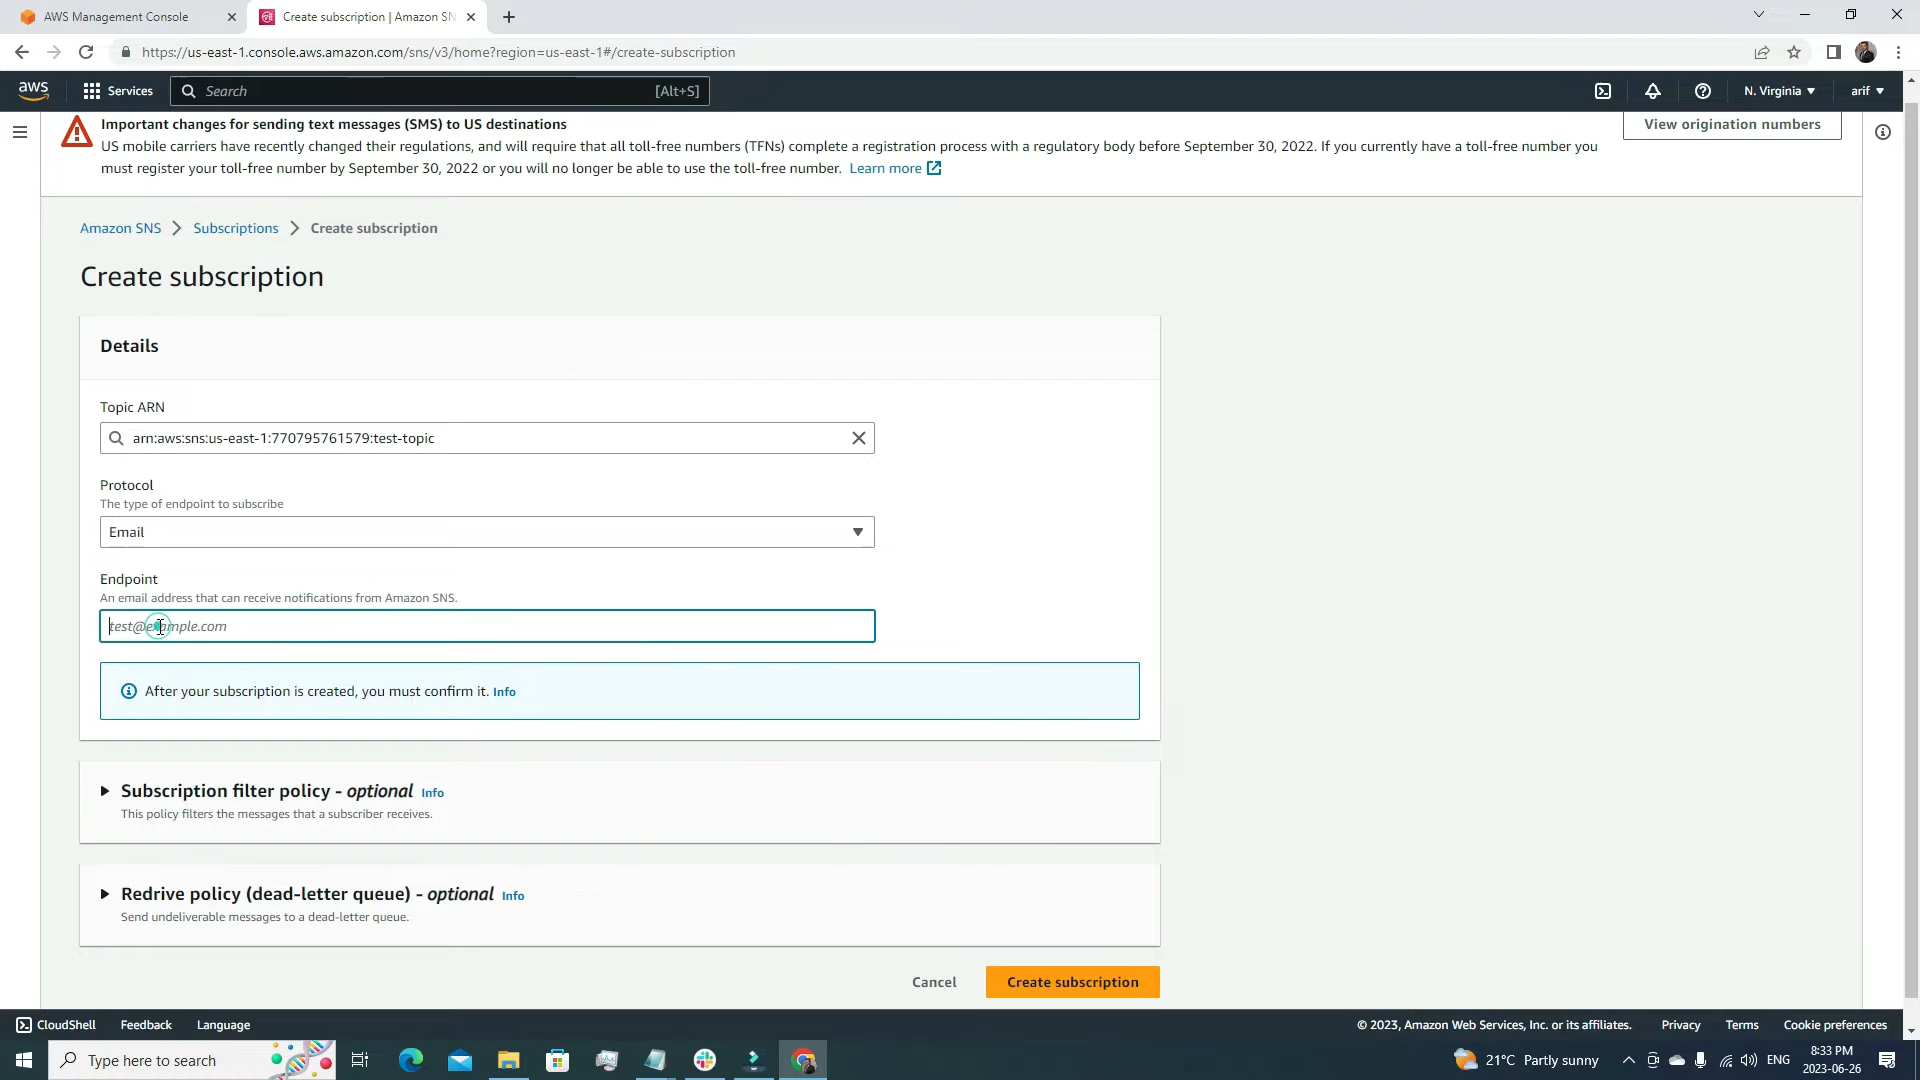 AWS Management Console
Create subscription | Amazon SN
https://us-east-1.console.aws.amazon.com/sns/v3/home?region=us-east-1#/create-subscription
aws
Services
Search
[Alt+S]
N. Virginia
arif
Important changes for sending text messages (SMS) to US destinations
US mobile carriers have recently changed their regulations, and will require that all toll-free numbers (TFNs) complete a registration process with a regulatory body before September 30, 2022. If you currently have a toll-free number you
must register your toll-free number by September 30, 2022 or you will no longer be able to use the toll-free number. Learn more
View origination numbers
Amazon SNS
Subscriptions
Create subscription
Create subscription
Details
Topic ARN
arn:aws:sns:us-east-1:770795761579:test-topic
Protocol
The type of endpoint to subscribe
Email
Endpoint
An email address that can receive notifications from Amazon SNS.
test@example.com
After your subscription is created, you must confirm it. Info
Subscription filter policy - optional Info
This policy filters the messages that a subscriber receives.
Redrive policy (dead-letter queue) - optional Info
Send undeliverable messages to a dead-letter queue.
Cancel
Create subscription
CloudShell
Feedback
Language
© 2023, Amazon Web Services, Inc. or its affiliates.
Privacy
Terms
Cookie preferences
Type here to search
21°C Partly sunny
ENG
8:33 PM
2023-06-26